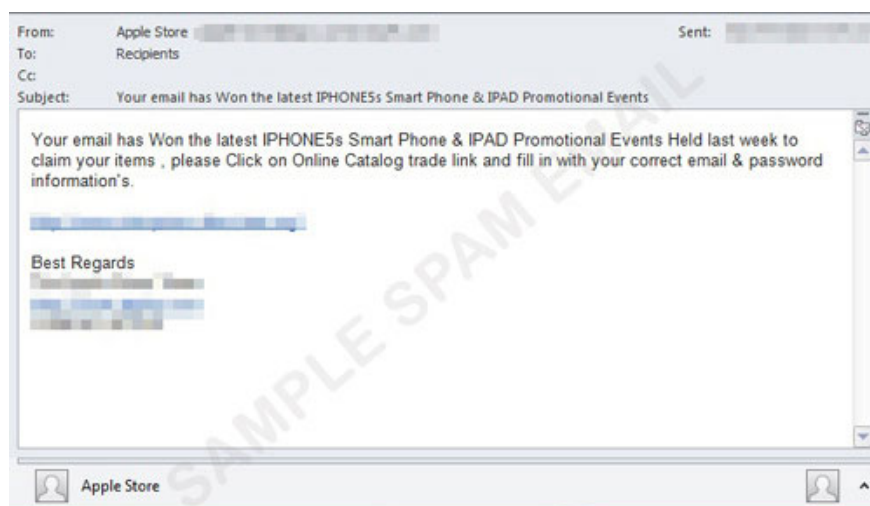 From: Apple Store Sent:
To: Recipients
Cc:
Subject: Your email has Won the latest IPHONE5s Smart Phone & IPAD Promotional Events
Your email has Won the latest IPHONE5s Smart Phone & IPAD Promotional Events Held last week to
claim your items , please Click on Online Catalog trade link and fill in with your correct email & password
information's.
Best Regards
SAMPLE SPAM EMAIL
Apple Store